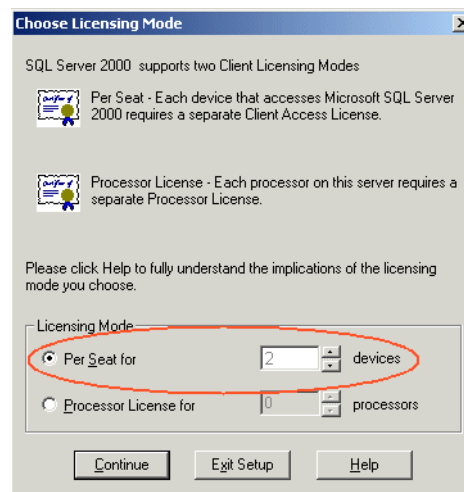 Choose Licensing Mode
SQL Server 2000 supports two Client Licensing Modes
Per Seat - Each device that accesses Microsoft SQL Server
2000 requires a separate Client Access License.
Processor License - Each processor on this server requires a
separate Processor License.
Please click Help to fully understand the implications of the licensing
mode you choose.
Licensing Mode
Per Seat for 2 devices
Processor License for 0 processors
Continue Exit Setup Help